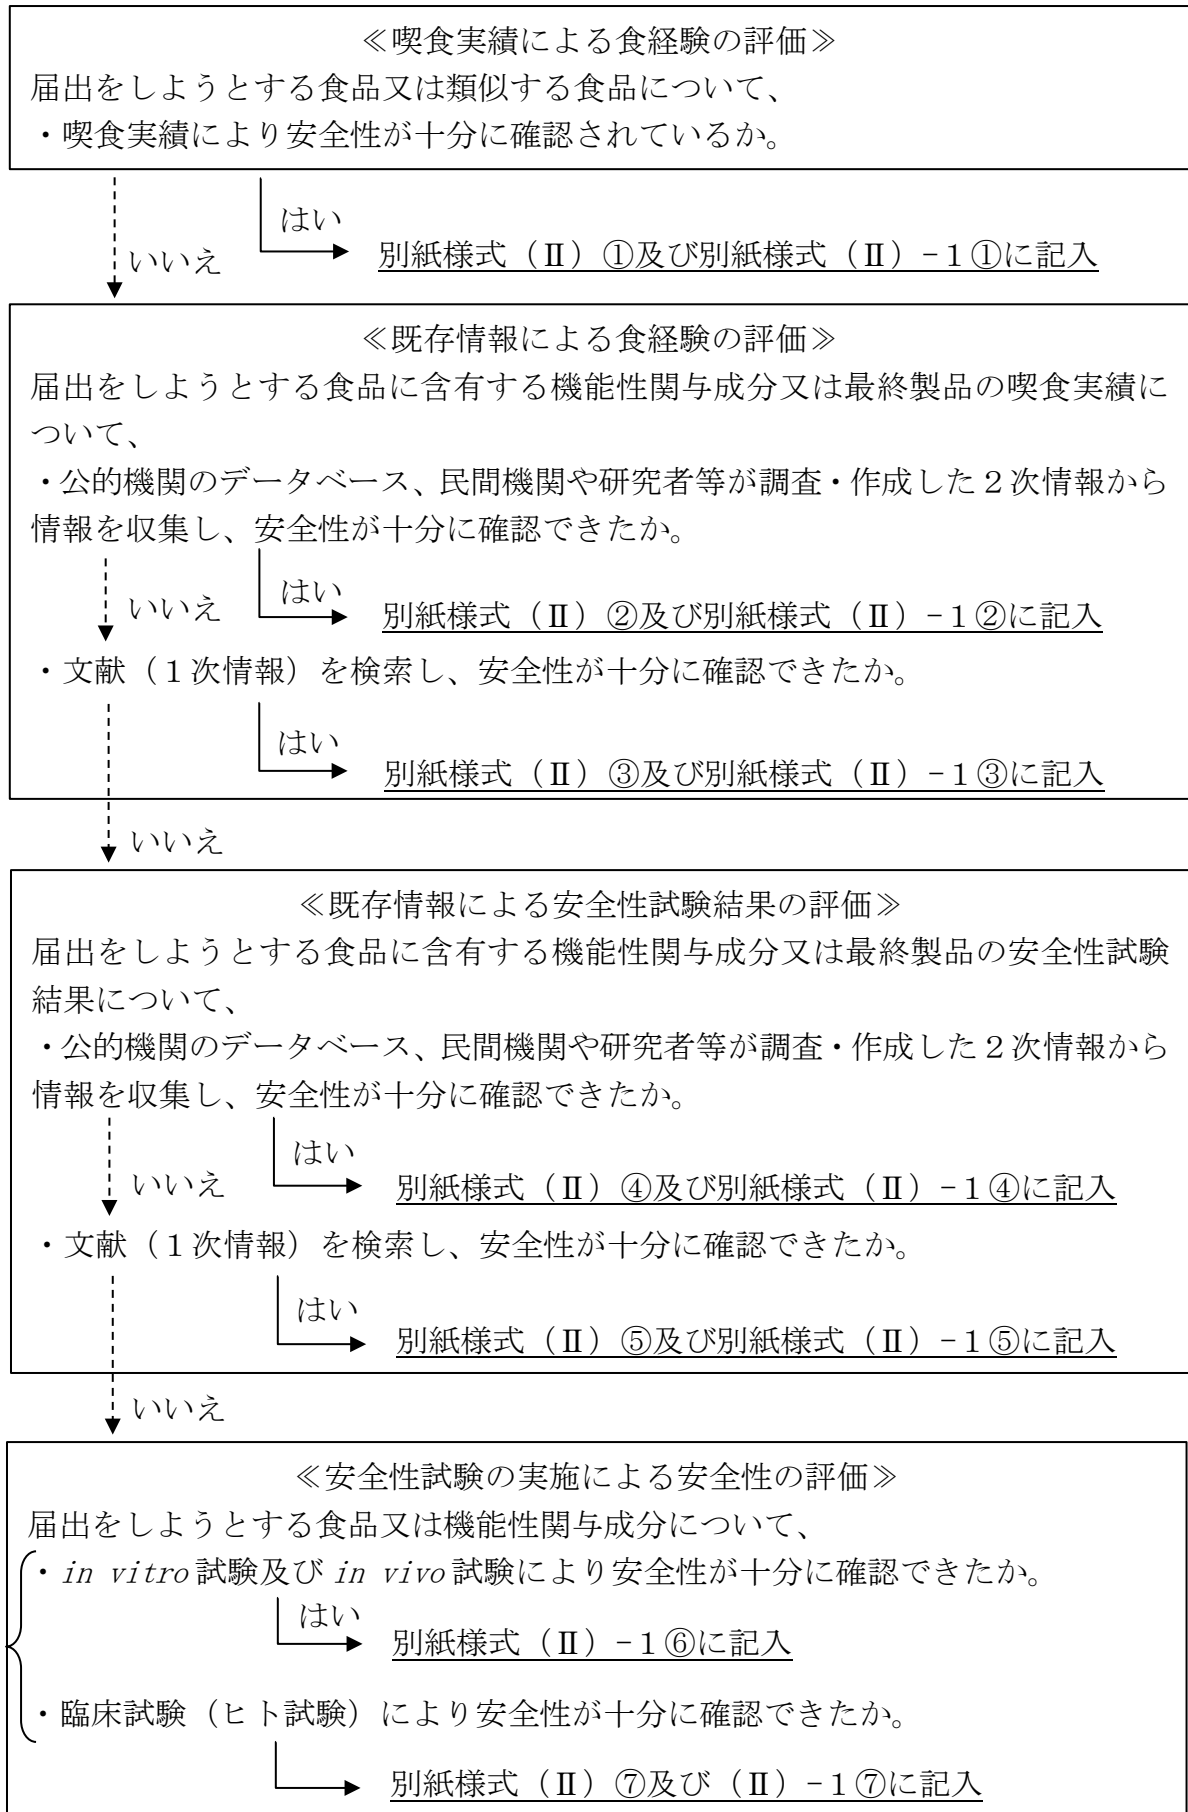 ≪喫食実績による食経験の評価≫
届出をしようとする食品又は類似する食品について、
・喫食実績により安全性が十分に確認されているか。
はい
いいえ
別紙様式（Ⅱ）①及び別紙様式（Ⅱ）-１①に記入
≪既存情報による食経験の評価≫
届出をしようとする食品に含有する機能性関与成分又は最終製品の喫食実績に
ついて、
・公的機関のデータベース、民間機関や研究者等が調査・作成した２次情報から
情報を収集し、安全性が十分に確認できたか。
はい
いいえ
別紙様式（Ⅱ）②及び別紙様式（Ⅱ）-１②に記入
・文献（１次情報）を検索し、安全性が十分に確認できたか。
はい
別紙様式（Ⅱ）③及び別紙様式（Ⅱ）-１③に記入
いいえ
≪既存情報による安全性試験結果の評価≫
届出をしようとする食品に含有する機能性関与成分又は最終製品の安全性試験
結果について、
・公的機関のデータベース、民間機関や研究者等が調査・作成した２次情報から
情報を収集し、安全性が十分に確認できたか。
はい
いいえ
別紙様式（Ⅱ）④及び別紙様式（Ⅱ）-１④に記入
・文献（１次情報）を検索し、安全性が十分に確認できたか。
はい
別紙様式（Ⅱ）⑤及び別紙様式（Ⅱ）-１⑤に記入
いいえ
≪安全性試験の実施による安全性の評価≫
届出をしようとする食品又は機能性関与成分について、
・in vitro試験及びin vivo試験により安全性が十分に確認できたか。
はい
別紙様式（Ⅱ）-１⑥に記入
・臨床試験（ヒト試験）により安全性が十分に確認できたか。
別紙様式（Ⅱ）⑦及び（Ⅱ）-１⑦に記入